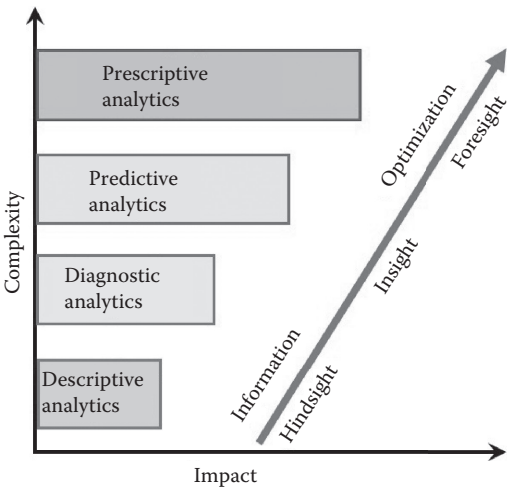 Complexity
Prescriptive
analytics
Predictive
analytics
Diagnostic
analytics
Descriptive
analytics
Optimization
Foresight
Insight
Information
Hindsight
Impact